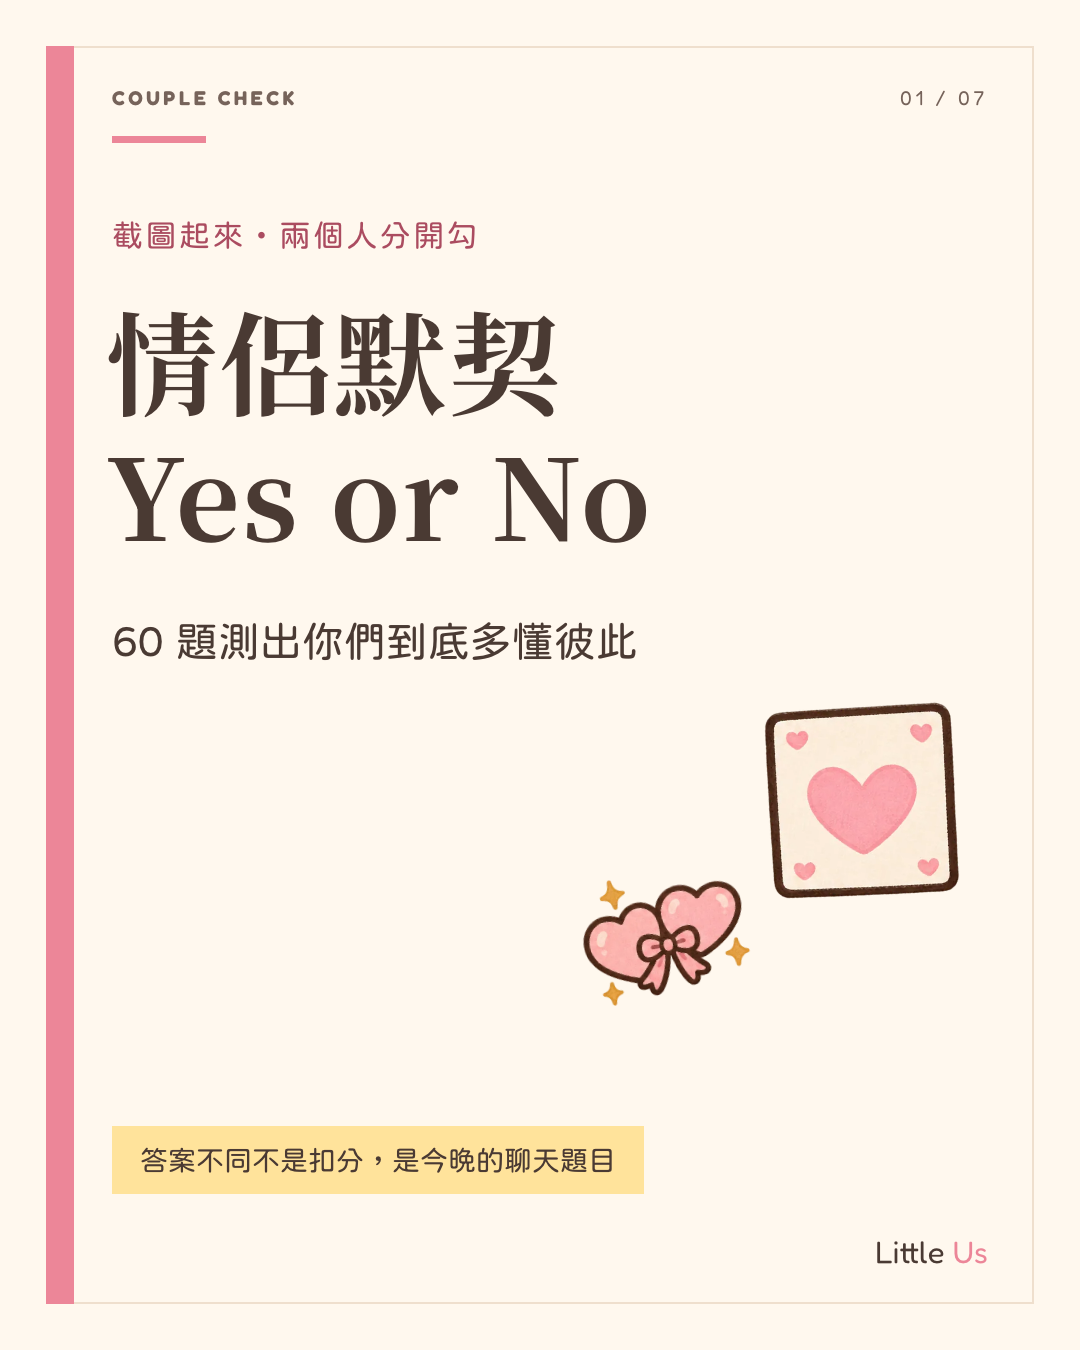 COUPLE CHECK
01 / 07
截圖起來・兩個人分開勾
情侶默契
Yes or No
60 題測出你們到底多懂彼此
答案不同不是扣分，是今晚的聊天題目
Little Us